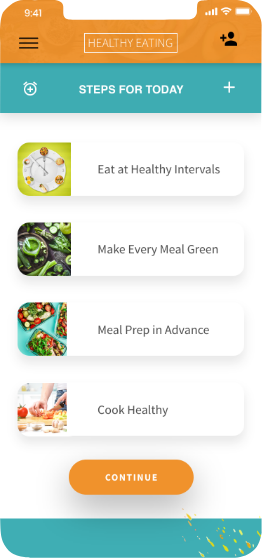 9:41
HEALTHY EATING
STEPS FOR TODAY
Eat at Healthy Intervals
Make Every Meal Green
Meal Prep in Advance
Cook Healthy
CONTINUE